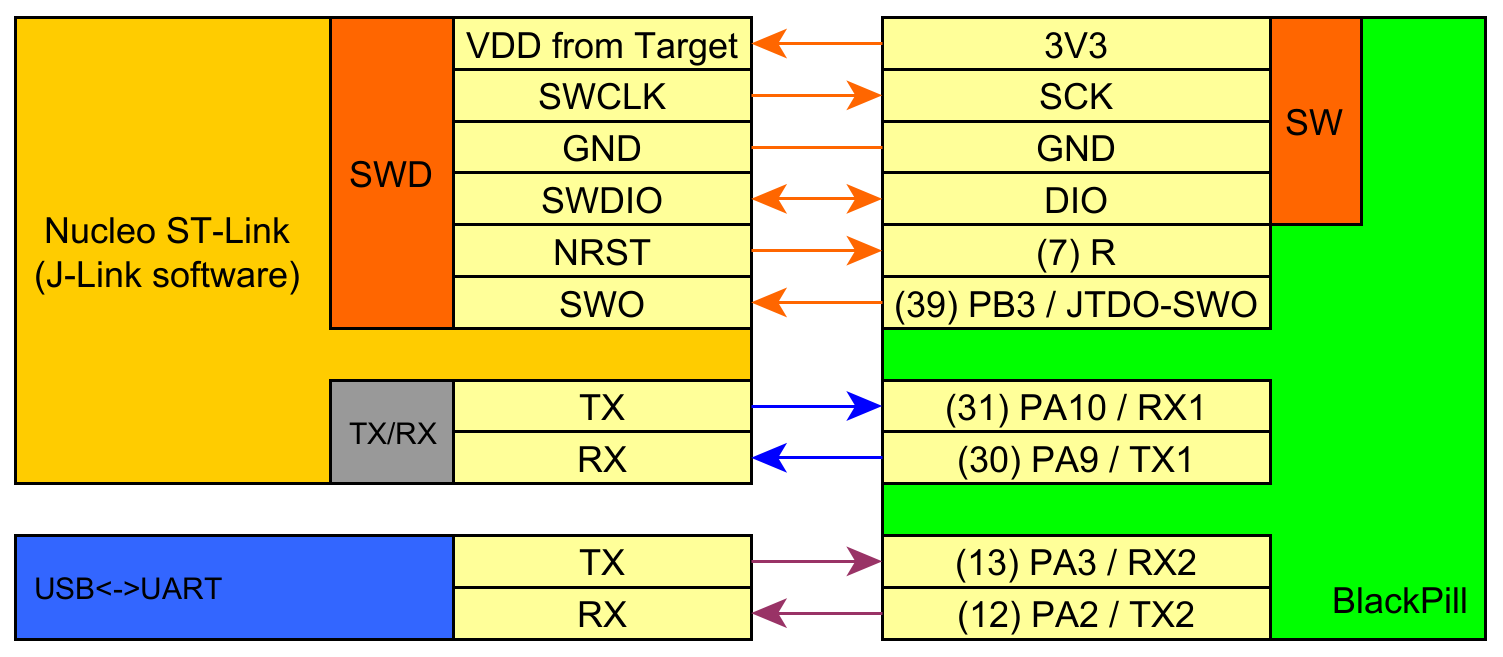 VDD from Target
3V3
SWCLK
SCK
SW
GND
GND
SWD
SWDIO
DIO
Nucleo ST-Link
(J-Link software)
NRST
(7) R
SWO
(39) PB3 / JTDO-SWO
TX/RX
TX
(31) PA10 / RX1
RX
(30) PA9 / TX1
USB<->UART
TX
(13) PA3 / RX2
RX
(12) PA2 / TX2
BlackPill